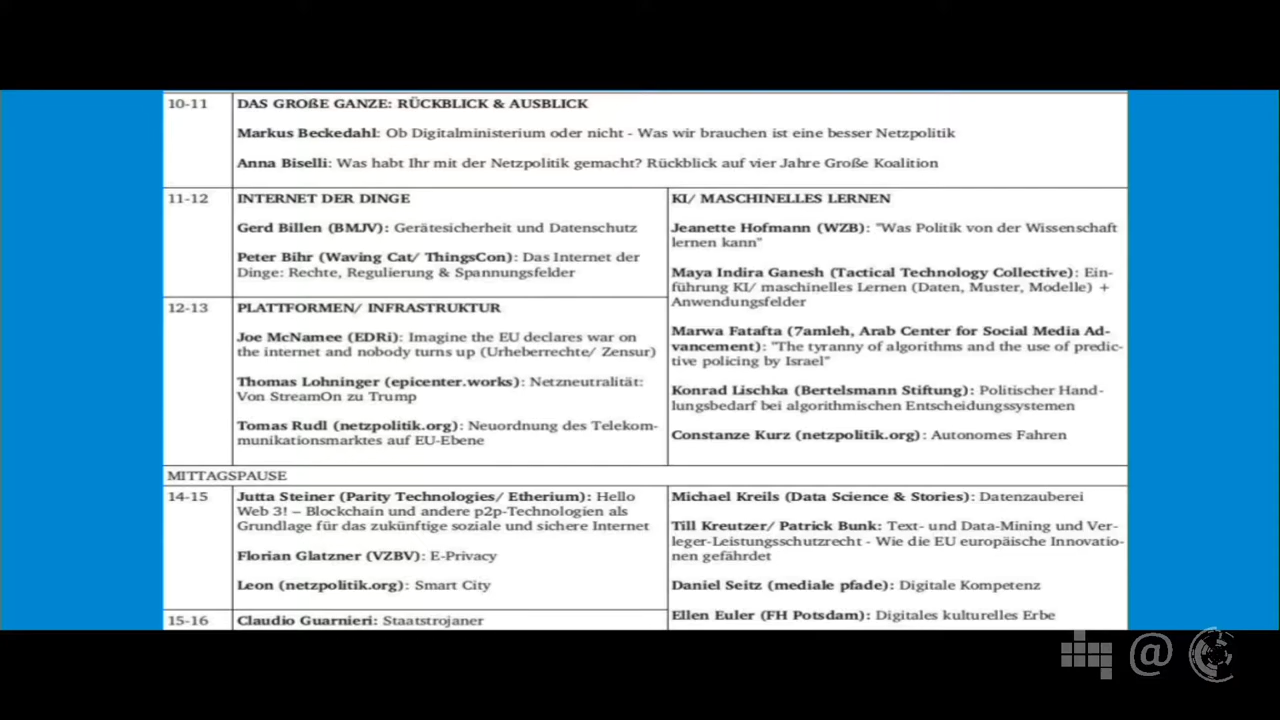 10-11
DAS GROßE GANZE: RÜCKBLICK & AUSBLICK
Markus Beckedahl: Ob Digitalministerium oder nicht - Was wir brauchen ist eine besser Netzpolitik
Anna Biselli: Was habt Ihr mit der Netzpolitik gemacht? Rückblick auf vier Jahre Große Koalition
11-12
INTERNET DER DINGE
Gerd Billen (BMJV): Gerätesicherheit und Datenschutz
Peter Bihr (Waving Cat/ ThingsCon): Das Internet der
Dinge: Rechte, Regulierung & Spannungsfelder
12-13
PLATTFORMEN/ INFRASTRUKTUR
Joe McNamee (EDRi): Imagine the EU declares war on
the internet and nobody turns up (Urheberrechte/ Zensur)
Thomas Lohninger (epicenter.works): Netzneutralität:
Von StreamOn zu Trump
Tomas Rudl (netzpolitik.org): Neuordnung des Telekom-
munikationsmarktes auf EU-Ebene
KI/ MASCHINELLES LERNEN
Jeanette Hofmann (WZB): "Was Politik von der Wissenschaft
lernen kann"
Maya Indira Ganesh (Tactical Technology Collective): Ein-
führung KI/ maschinelles Lernen (Daten, Muster, Modelle) +
Anwendungsfelder
Marwa Fatafta (7amleh, Arab Center for Social Media Ad-
vancement): "The tyranny of algorithms and the use of predic-
tive policing by Israel"
Konrad Lischka (Bertelsmann Stiftung): Politischer Hand-
lungsbedarf bei algorithmischen Entscheidungssystemen
Constanze Kurz (netzpolitik.org): Autonomes Fahren
MITTAGSPAUSE
14-15
Jutta Steiner (Parity Technologies/ Etherium): Hello
Web 3! – Blockchain und andere p2p-Technologien als
Grundlage für das zukünftige soziale und sichere Internet
Florian Glatzner (VZBV): E-Privacy
Leon (netzpolitik.org): Smart City
15-16
Claudio Guarnieri: Staatstrojaner
Michael Kreils (Data Science & Stories): Datenzauberei
Till Kreutzer/ Patrick Bunk: Text- und Data-Mining und Ver-
leger-Leistungsschutzrecht - Wie die EU europäische Innovatio-
nen gefährdet
Daniel Seitz (mediale pfade): Digitale Kompetenz
Ellen Euler (FH Potsdam): Digitales kulturelles Erbe
@